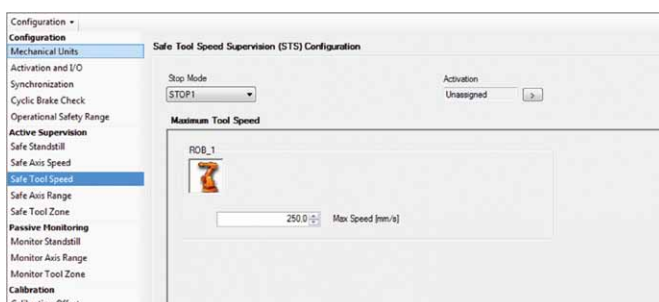 Configuration
Configuration
Mechanical Units
Activation and I/O
Synchronization
Cyclic Brake Check
Operational Safety Range
Active Supervision
Safe Standstill
Safe Axis Speed
Safe Tool Speed
Safe Axis Range
Safe Tool Zone
Passive Monitoring
Monitor Standstill
Monitor Axis Range
Monitor Tool Zone
Calibration
Safe Tool Speed Supervision (STS) Configuration
Stop Mode
STOP1
Activation
Unassigned >
Maximum Tool Speed
ROB_1
250.0 Max Speed [mm/s]